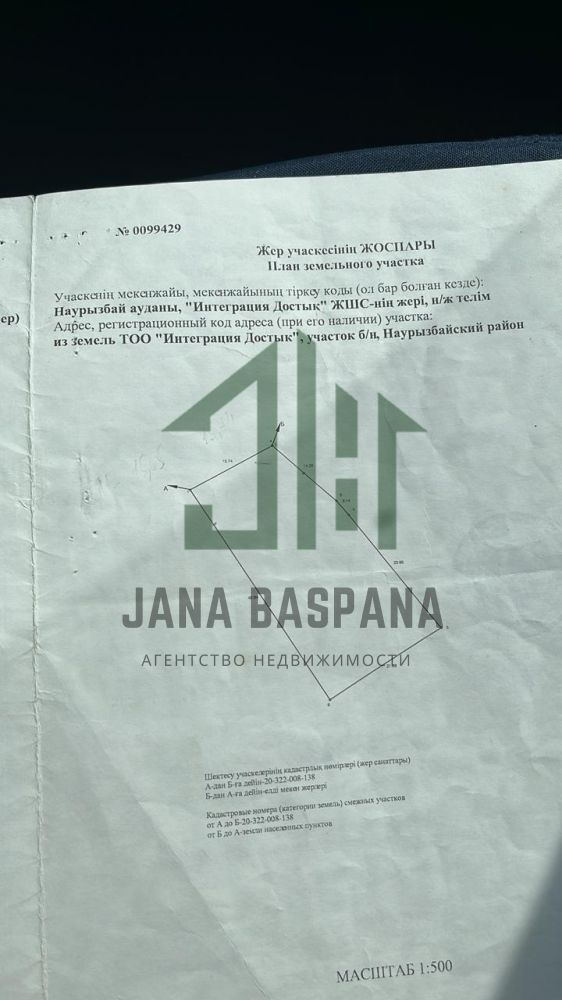 № 0099429
Жер учаскесінің ЖОСПАРЫ
План земельного участка
ер)
Учаскенің мекенжайы, мекенжайының тіркеу коды (ол бар болған кезде):
Наурызбай ауданы, "Интеграция Достык" ЖШС-нің жері, н/ж телім
Адрес, регистрационный код адреса (при его наличии) участка:
из земель ТОО "Интеграция Достык", участок б/н, Наурызбайский район
Б
А
JANA BASPANA
АГЕНТСТВО НЕДВИЖИМОСТИ
Шектесу учаскелерінің кадастрлық нөмірлері (жер санаттары)
А-дан Б-ға дейін-20-322-008-138
Б-дан А-ға дейін-елді мекен жерлері
Кадастровые номера (категории земель) смежных участков
от А до Б-20-322-008-138
от Б до А-земли населенных пунктов
МАСШТАБ 1:500